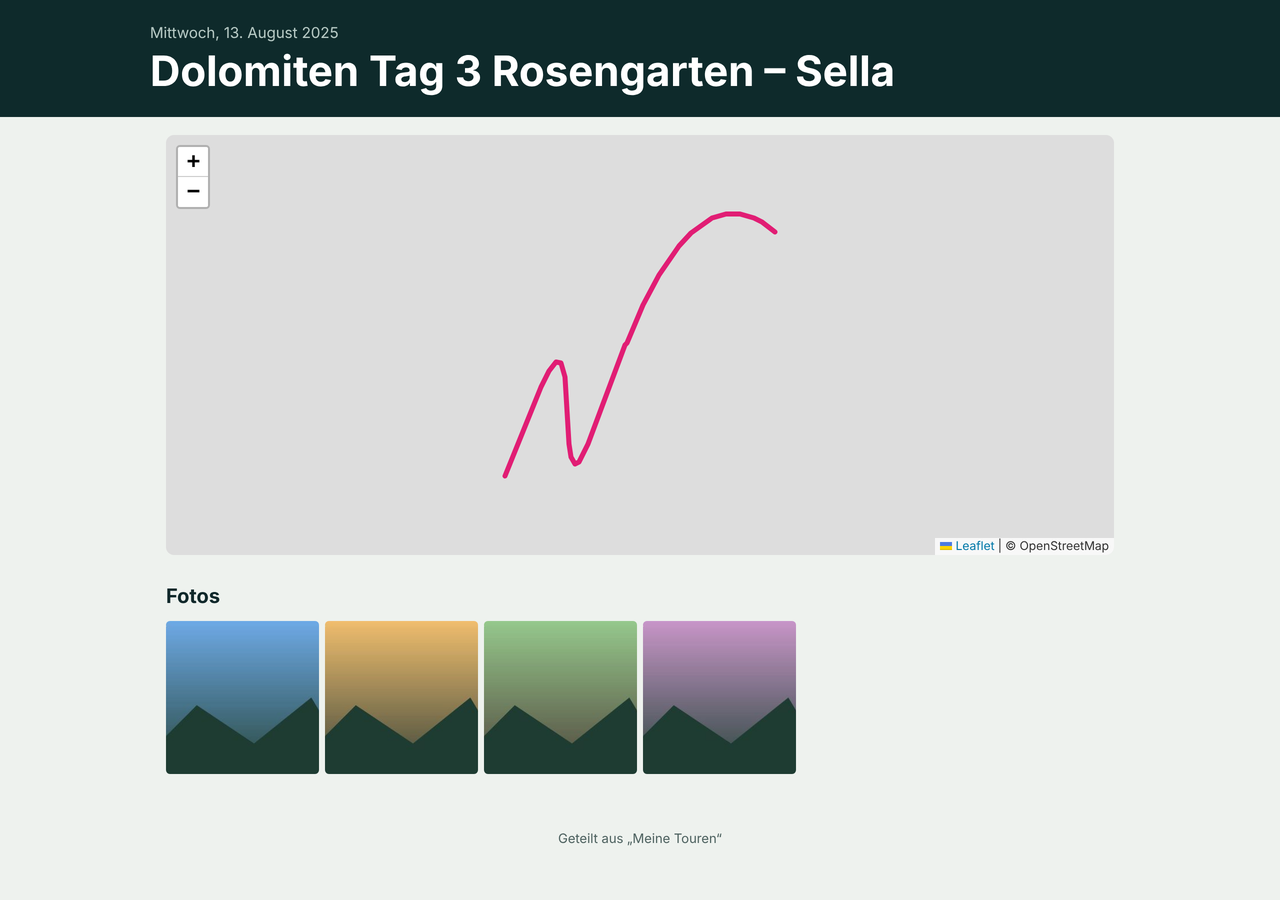 Mittwoch, 13. August 2025
Dolomiten Tag 3 Rosengarten – Sella
+
−
Leaflet | © OpenStreetMap
Fotos
Geteilt aus „Meine Touren“